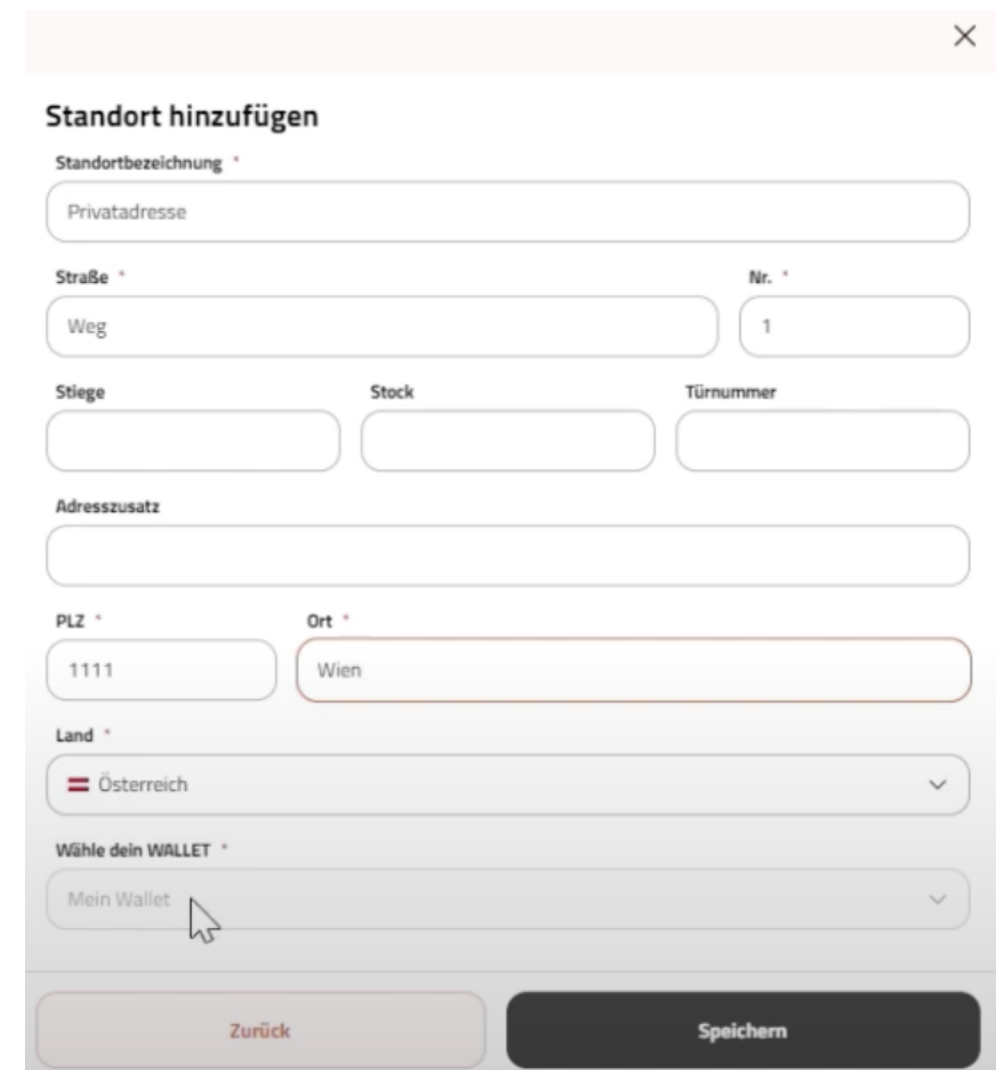 Standort hinzufügen
Standortbezeichnung *
Privatadresse
Straße * Nr. *
Weg 1
Stiege Stock Türnummer
Adresszusatz
PLZ * Ort *
1111 Wien
Land *
Österreich
Wähle dein WALLET *
Mein Wallet
Zurück Speichern